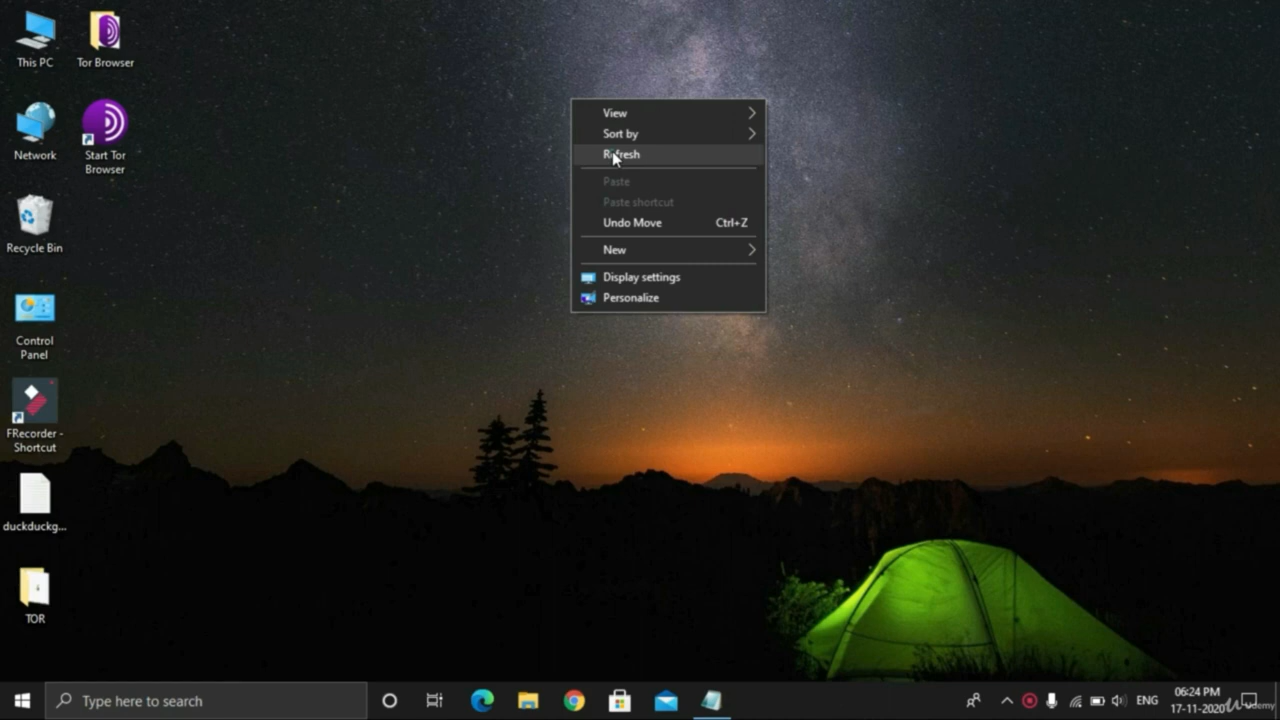 This PC
Tor Browser
Network
Start Tor
Browser
Recycle Bin
Control
Panel
FRecorder -
Shortcut
duckduckg...
TOR
View
Sort by
Refresh
Paste
Paste shortcut
Undo Move Ctrl+Z
New
Display settings
Personalize
Type here to search
ENG
06:24 PM
17-11-2020
Udemy